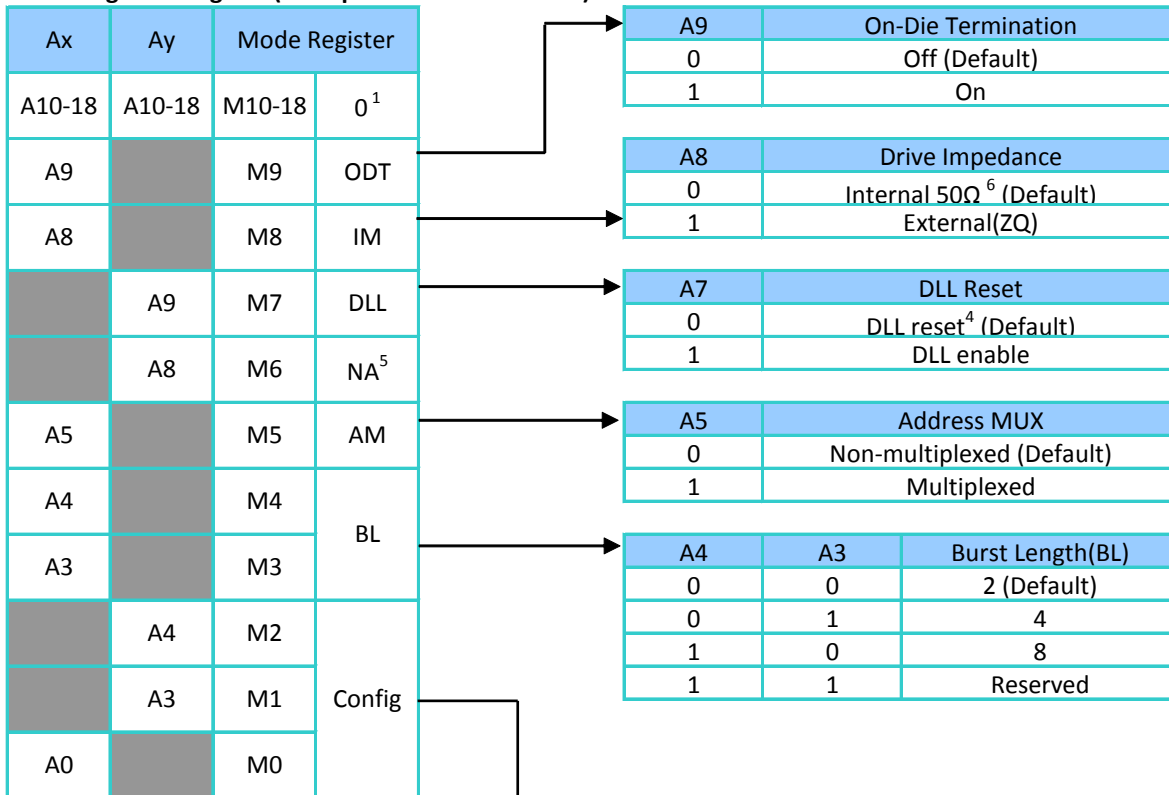 Ax Ay Mode Register
A10-18 A10-18 M10-18 0¹
A9 M9 ODT
A8 M8 IM
A9 M7 DLL
A8 M6 NA⁵
A5 M5 AM
A4 M4
BL
A3 M3
A4 M2
A3 M1 Config
A0 M0
A9 On-Die Termination
0 Off (Default)
1 On
A8 Drive Impedance
0 Internal 50Ω ⁶ (Default)
1 External(ZQ)
A7 DLL Reset
0 DLL reset⁴ (Default)
1 DLL enable
A5 Address MUX
0 Non-multiplexed (Default)
1 Multiplexed
A4 A3 Burst Length(BL)
0 0 2 (Default)
0 1 4
1 0 8
1 1 Reserved